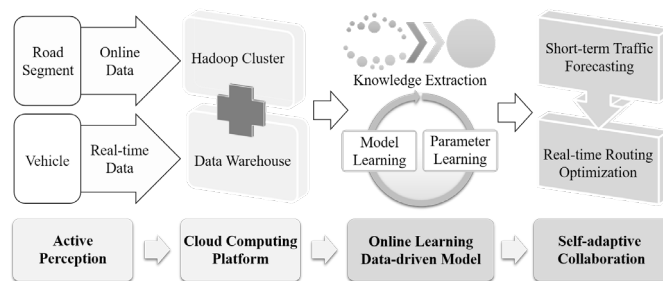 Road
Segment
Online
Data
Hadoop Cluster
Vehicle
Real-time
Data
Data Warehouse
Knowledge Extraction
Model
Learning
Parameter
Learning
Short-term Traffic
Forecasting
Real-time Routing
Optimization
Active
Perception
Cloud Computing
Platform
Online Learning
Data-driven Model
Self-adaptive
Collaboration